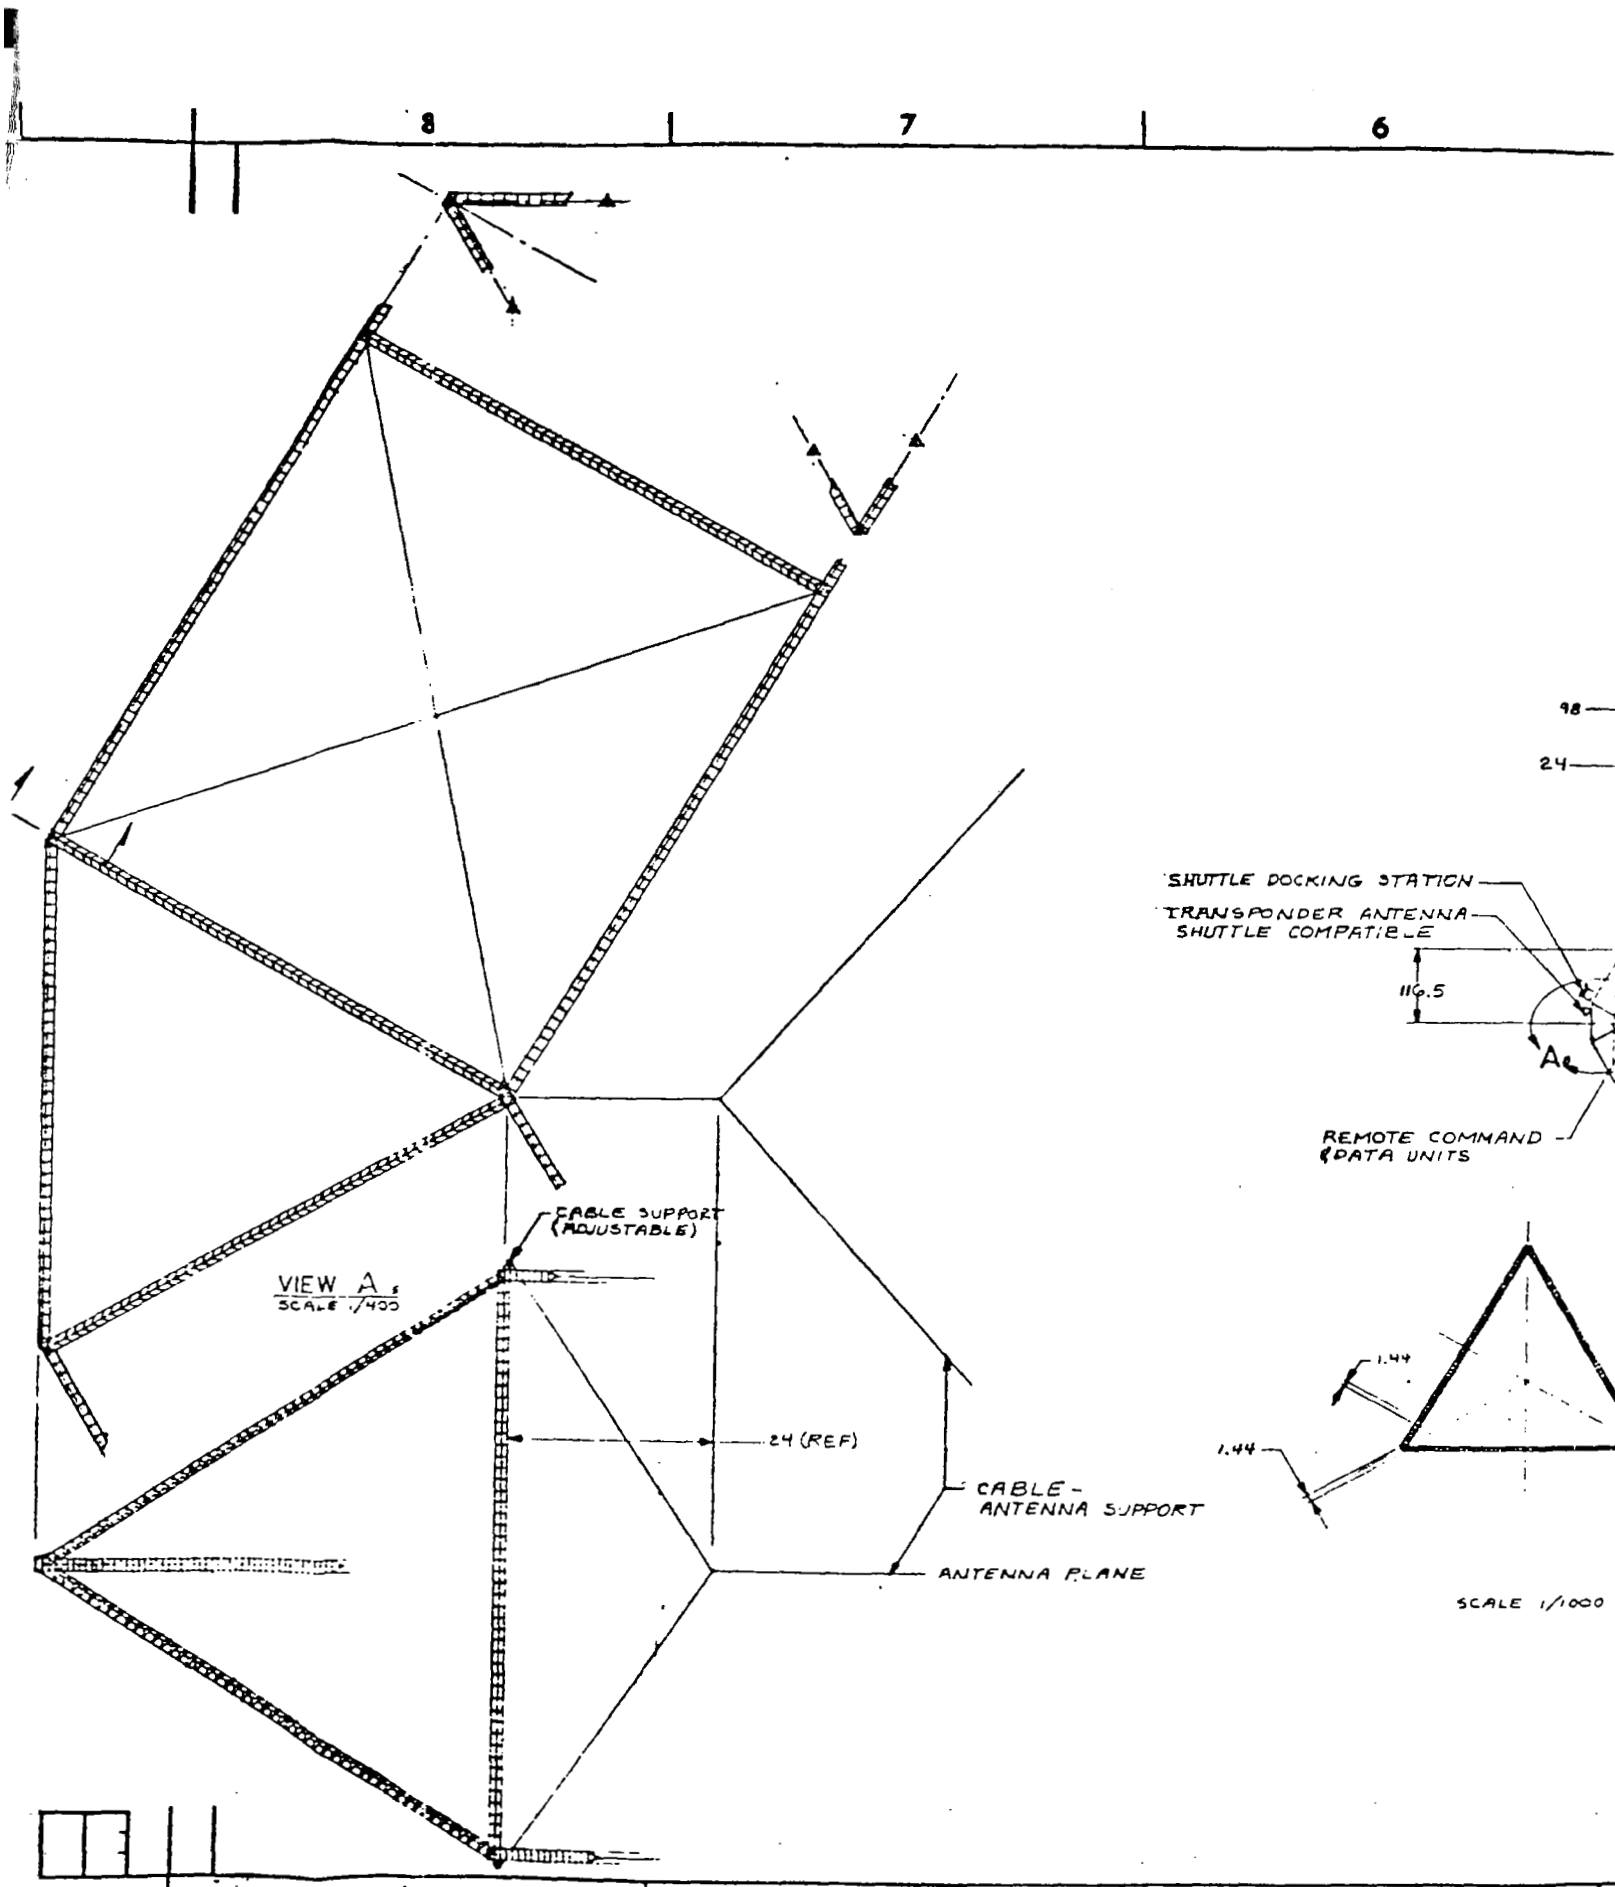 8 7 6
98
24
SHUTTLE DOCKING STATION
TRANSPONDER ANTENNA
SHUTTLE COMPATIBLE
116.5
A
REMOTE COMMAND
& DATA UNITS
CABLE SUPPORT
(ADJUSTABLE)
VIEW A
SCALE 1/400
1.44
24 (REF)
1.44
CABLE -
ANTENNA SUPPORT
ANTENNA PLANE
SCALE 1/1000